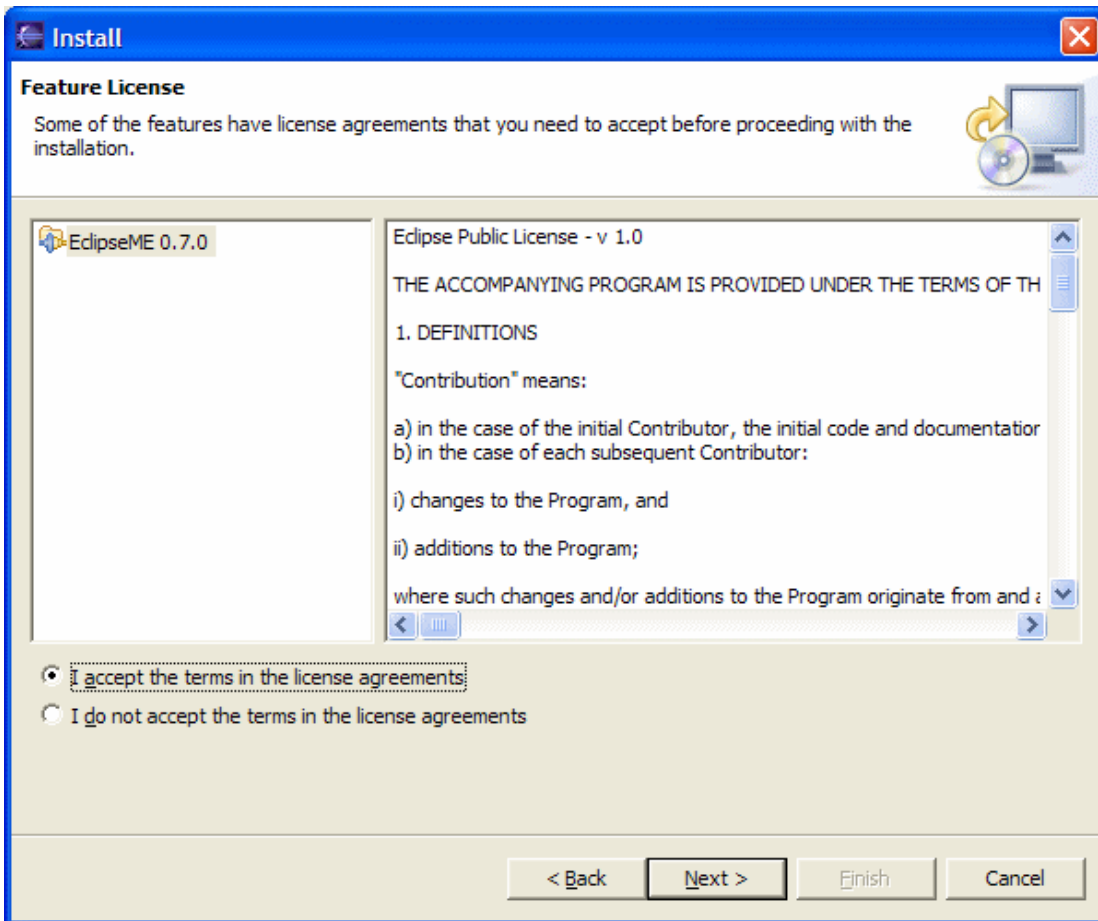 Install
Feature License
Some of the features have license agreements that you need to accept before proceeding with the
installation.
EclipseME 0.7.0
Eclipse Public License - v 1.0
THE ACCOMPANYING PROGRAM IS PROVIDED UNDER THE TERMS OF TH
1. DEFINITIONS
"Contribution" means:
a) in the case of the initial Contributor, the initial code and documentation
b) in the case of each subsequent Contributor:
i) changes to the Program, and
ii) additions to the Program;
where such changes and/or additions to the Program originate from and a
I accept the terms in the license agreements
I do not accept the terms in the license agreements
< Back
Next >
Finish
Cancel